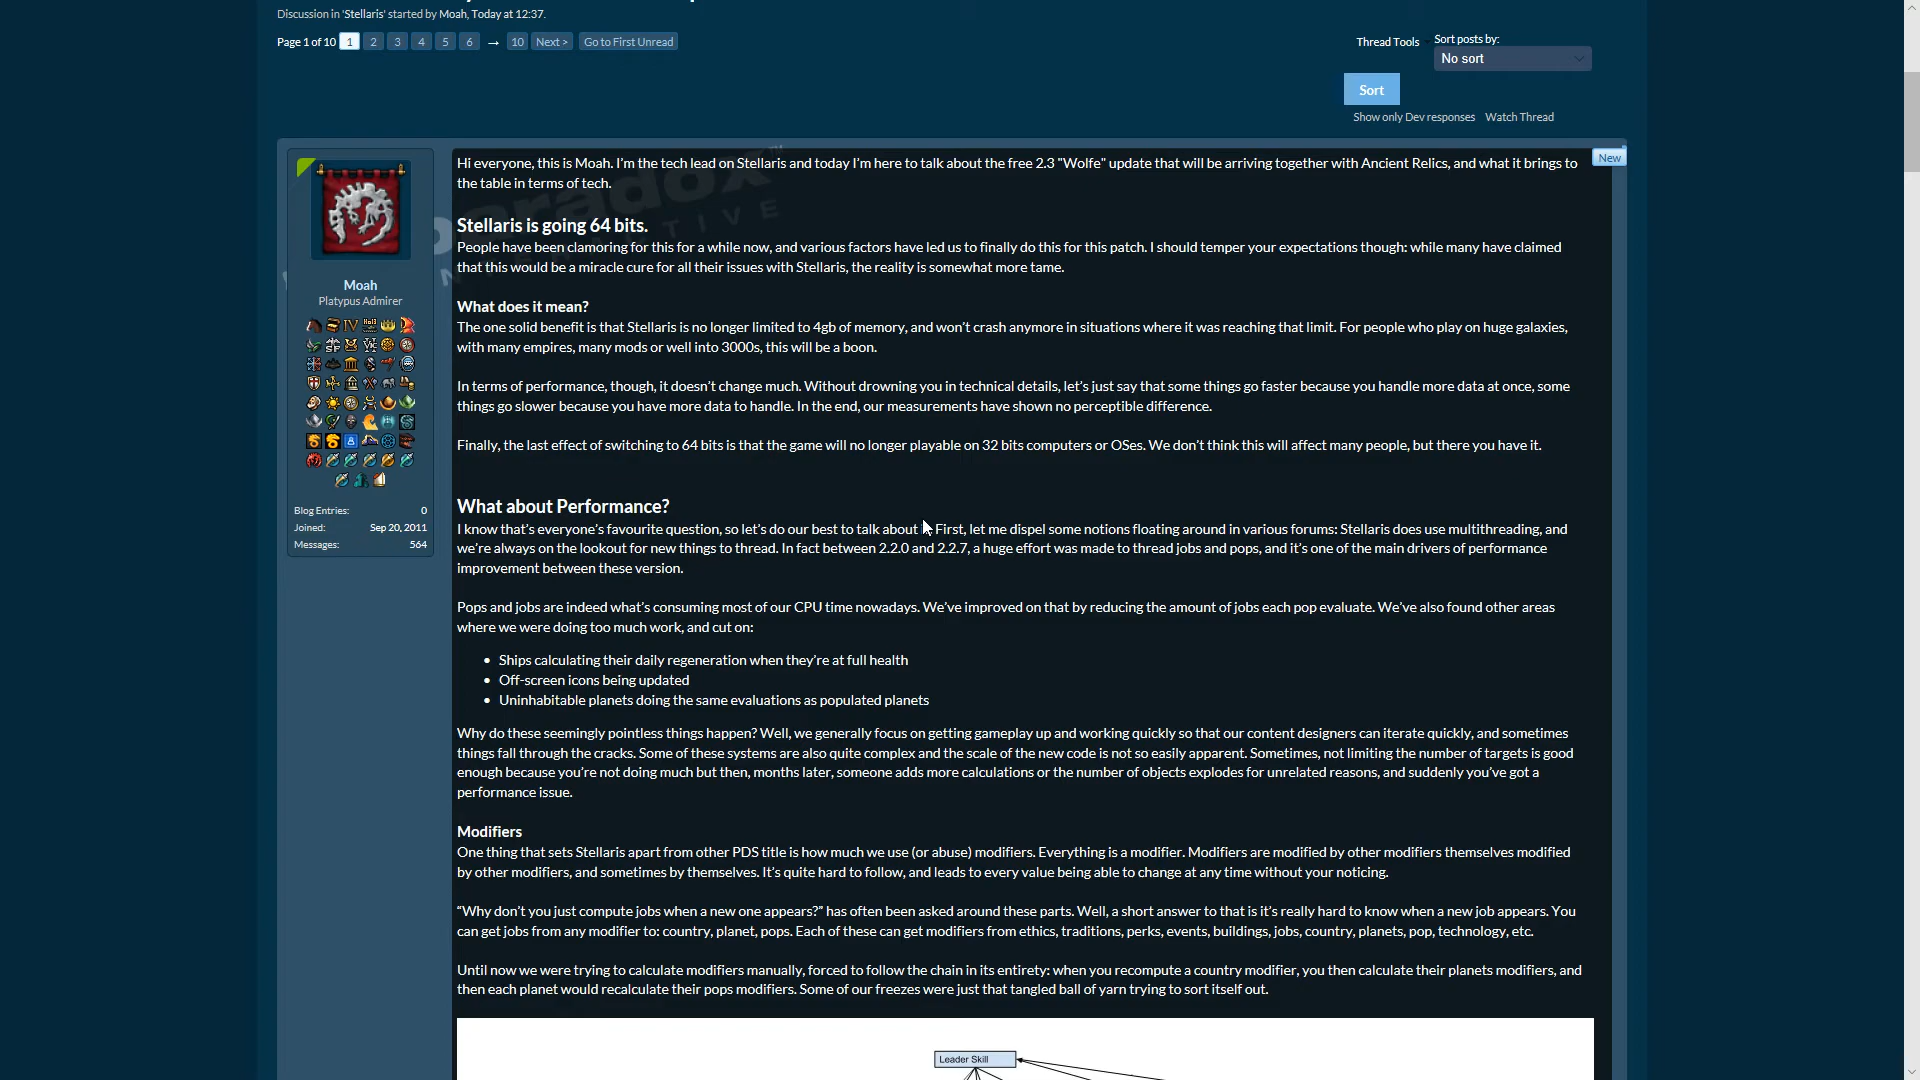 Discussion in 'Stellaris' started by Moah, Today at 12:37.
Page 1 of 10 1 2 3 4 5 6 → 10 Next > Go to First Unread
Thread Tools
Sort posts by:
No sort
Sort
Show only Dev responses Watch Thread
New
Moah
Platypus Admirer
Blog Entries: 0
Joined: Sep 20, 2011
Messages: 564
Hi everyone, this is Moah. I'm the tech lead on Stellaris and today I'm here to talk about the free 2.3 "Wolfe" update that will be arriving together with Ancient Relics, and what it brings to
the table in terms of tech.
Stellaris is going 64 bits.
People have been clamoring for this for a while now, and various factors have led us to finally do this for this patch. I should temper your expectations though: while many have claimed
that this would be a miracle cure for all their issues with Stellaris, the reality is somewhat more tame.
What does it mean?
The one solid benefit is that Stellaris is no longer limited to 4gb of memory, and won't crash anymore in situations where it was reaching that limit. For people who play on huge galaxies,
with many empires, many mods or well into 3000s, this will be a boon.
In terms of performance, though, it doesn't change much. Without drowning you in technical details, let's just say that some things go faster because you handle more data at once, some
things go slower because you have more data to handle. In the end, our measurements have shown no perceptible difference.
Finally, the last effect of switching to 64 bits is that the game will no longer playable on 32 bits computers or OSes. We don't think this will affect many people, but there you have it.
What about Performance?
I know that's everyone's favourite question, so let's do our best to talk about First, let me dispel some notions floating around in various forums: Stellaris does use multithreading, and
we're always on the lookout for new things to thread. In fact between 2.2.0 and 2.2.7, a huge effort was made to thread jobs and pops, and it's one of the main drivers of performance
improvement between these version.
Pops and jobs are indeed what's consuming most of our CPU time nowadays. We've improved on that by reducing the amount of jobs each pop evaluate. We've also found other areas
where we were doing too much work, and cut on:
• Ships calculating their daily regeneration when they're at full health
• Off-screen icons being updated
• Uninhabitable planets doing the same evaluations as populated planets
Why do these seemingly pointless things happen? Well, we generally focus on getting gameplay up and working quickly so that our content designers can iterate quickly, and sometimes
things fall through the cracks. Some of these systems are also quite complex and the scale of the new code is not so easily apparent. Sometimes, not limiting the number of targets is good
enough because you're not doing much but then, months later, someone adds more calculations or the number of objects explodes for unrelated reasons, and suddenly you've got a
performance issue.
Modifiers
One thing that sets Stellaris apart from other PDS title is how much we use (or abuse) modifiers. Everything is a modifier. Modifiers are modified by other modifiers themselves modified
by other modifiers, and sometimes by themselves. It's quite hard to follow, and leads to every value being able to change at any time without your noticing.
“Why don't you just compute jobs when a new one appears?” has often been asked around these parts. Well, a short answer to that is it's really hard to know when a new job appears. You
can get jobs from any modifier to: country, planet, pops. Each of these can get modifiers from ethics, traditions, perks, events, buildings, jobs, country, planets, pop, technology, etc.
Until now we were trying to calculate modifiers manually, forced to follow the chain in its entirety: when you recompute a country modifier, you then calculate their planets modifiers, and
then each planet would recalculate their pops modifiers. Some of our freezes were just that tangled ball of yarn trying to sort itself out.
Leader Skill